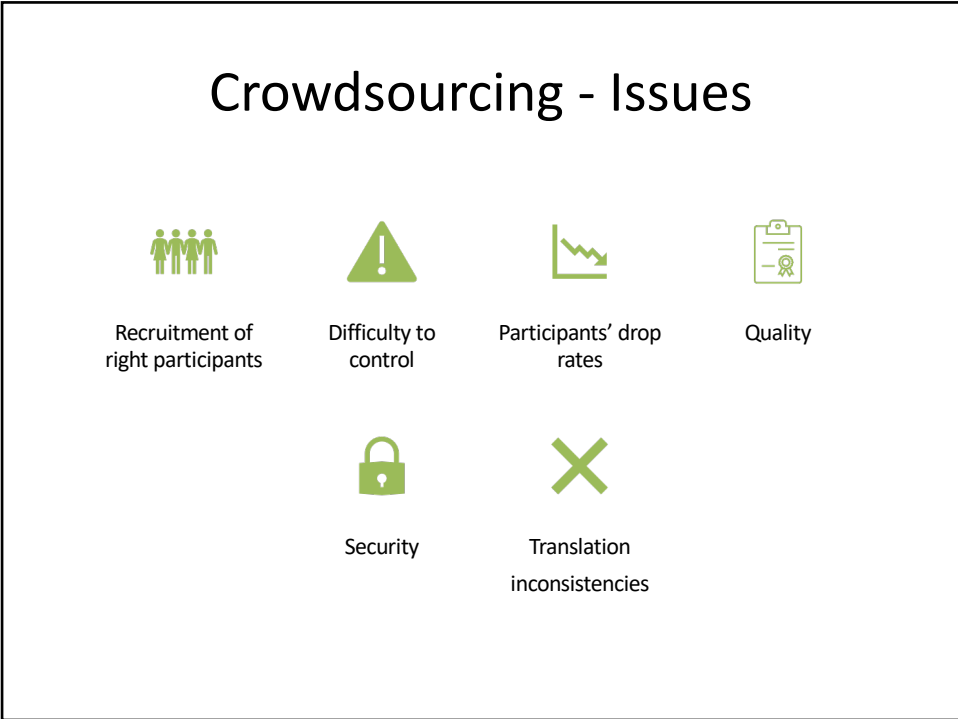 Crowdsourcing - Issues
Recruitment of
right participants
Difficulty to
control
Participants’ drop
rates
Quality
Security
Translation
inconsistencies